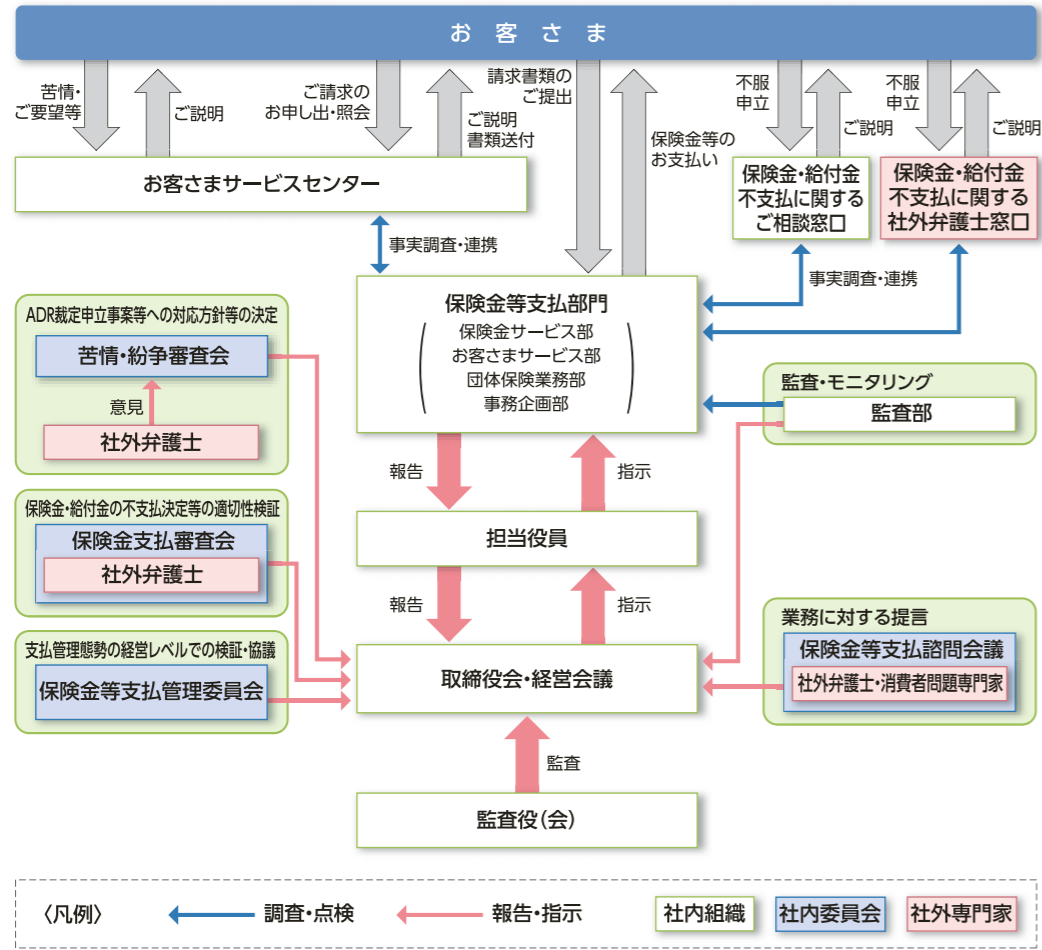 お客さま
苦情・
ご要望等
ご説明
ご請求の
お申し出・照会
ご説明
書類送付
請求書類の
ご提出
保険金等の
お支払い
不服
申立
ご説明
不服
申立
ご説明
お客さまサービスセンター
保険金・給付金
不支払に関する
ご相談窓口
保険金・給付金
不支払に関する
社外弁護士窓口
事実調査・連携
事実調査・連携
保険金等支払部門
保険金サービス部
お客さまサービス部
団体保険業務部
事務企画部
ADR裁定申立事案等への対応方針等の決定
苦情・紛争審査会
意見
社外弁護士
監査・モニタリング
監査部
報告
指示
保険金・給付金の不支払決定等の適切性検証
保険金支払審査会
社外弁護士
担当役員
報告
指示
支払管理態勢の経営レベルでの検証・協議
保険金等支払管理委員会
取締役会・経営会議
業務に対する提言
保険金等支払諮問会議
社外弁護士・消費者問題専門家
監査
監査役（会）
〈凡例〉
調査・点検
報告・指示
社内組織
社内委員会
社外専門家